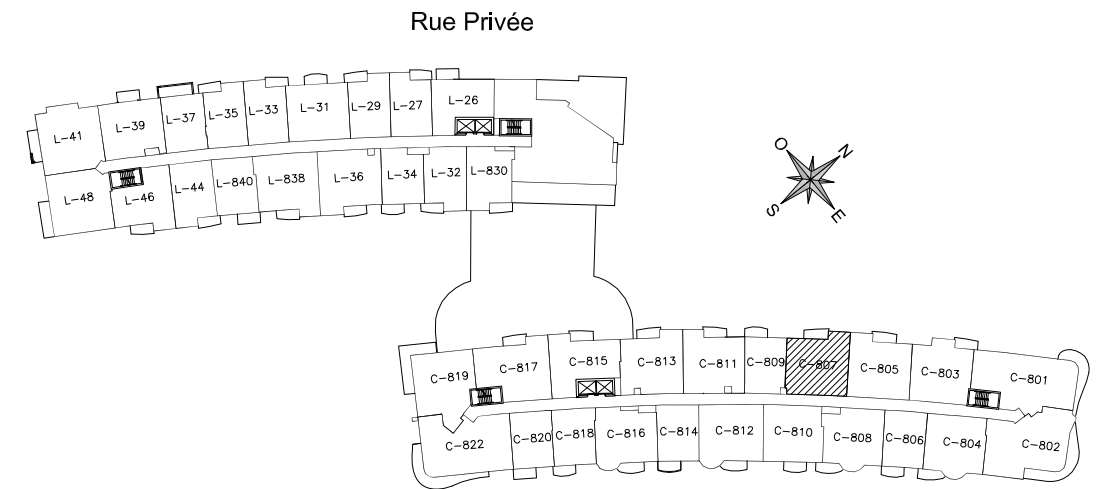 Rue Privée
L-41
L-39
L-37
L-35
L-33
L-31
L-29
L-27
L-26
L-48
L-46
L-44
L-840
L-838
L-36
L-34
L-32
L-830
O
N
S
E
C-819
C-817
C-815
C-813
C-811
C-809
C-807
C-805
C-803
C-801
C-822
C-820
C-818
C-816
C-814
C-812
C-810
C-808
C-806
C-804
C-802